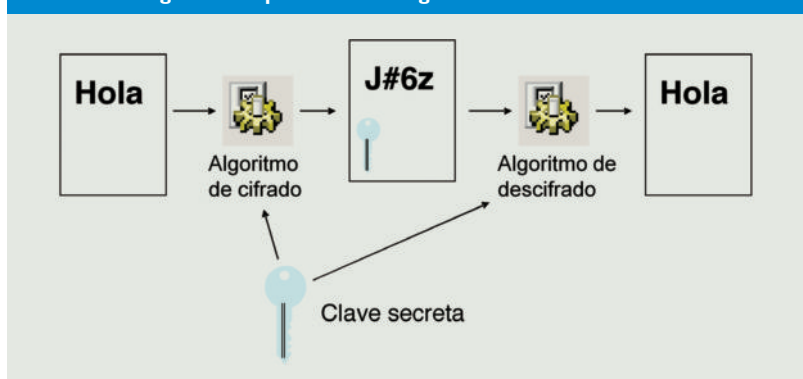 Hola
J#6z
Hola
Algoritmo
de cifrado
Algoritmo de
descifrado
Clave secreta